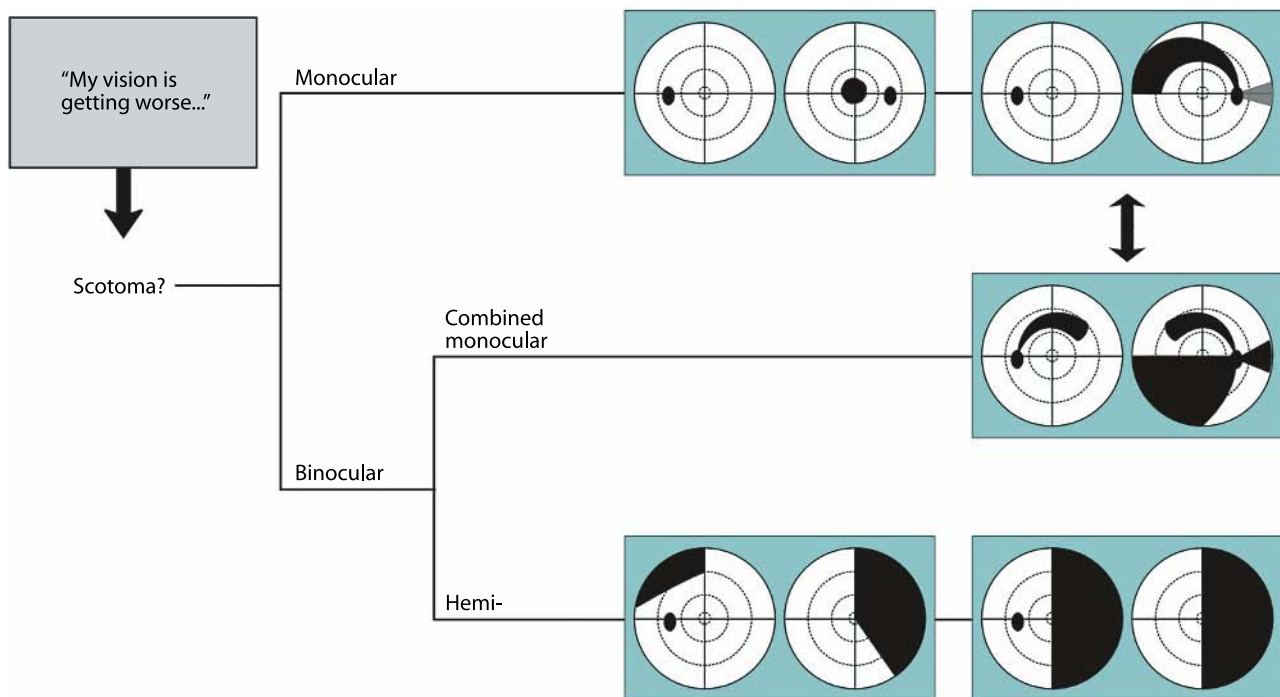 “My vision is
getting worse...”
Scotoma?
Monocular
Combined
monocular
Binocular
Hemi-